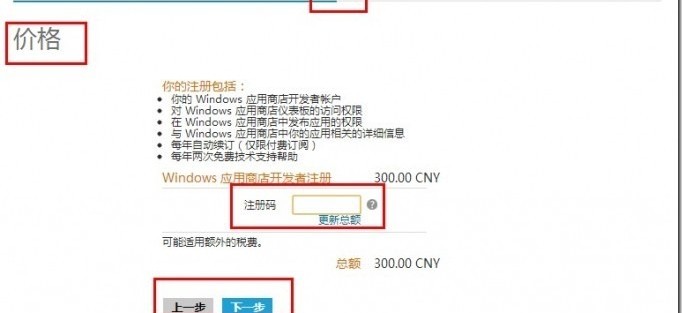 价格
你的注册包括：
你的 Windows 应用商店开发者帐户
对 Windows 应用商店仪表板的访问权限
在 Windows 应用商店中发布应用的权限
与 Windows 应用商店中你的应用相关的详细信息
每年自动续订（仅限付费订阅）
每年两次免费技术支持帮助
Windows 应用商店开发者注册 300.00 CNY
注册码 ?
更新总额
可能适用额外的税费。
总额 300.00 CNY
上一步 下一步